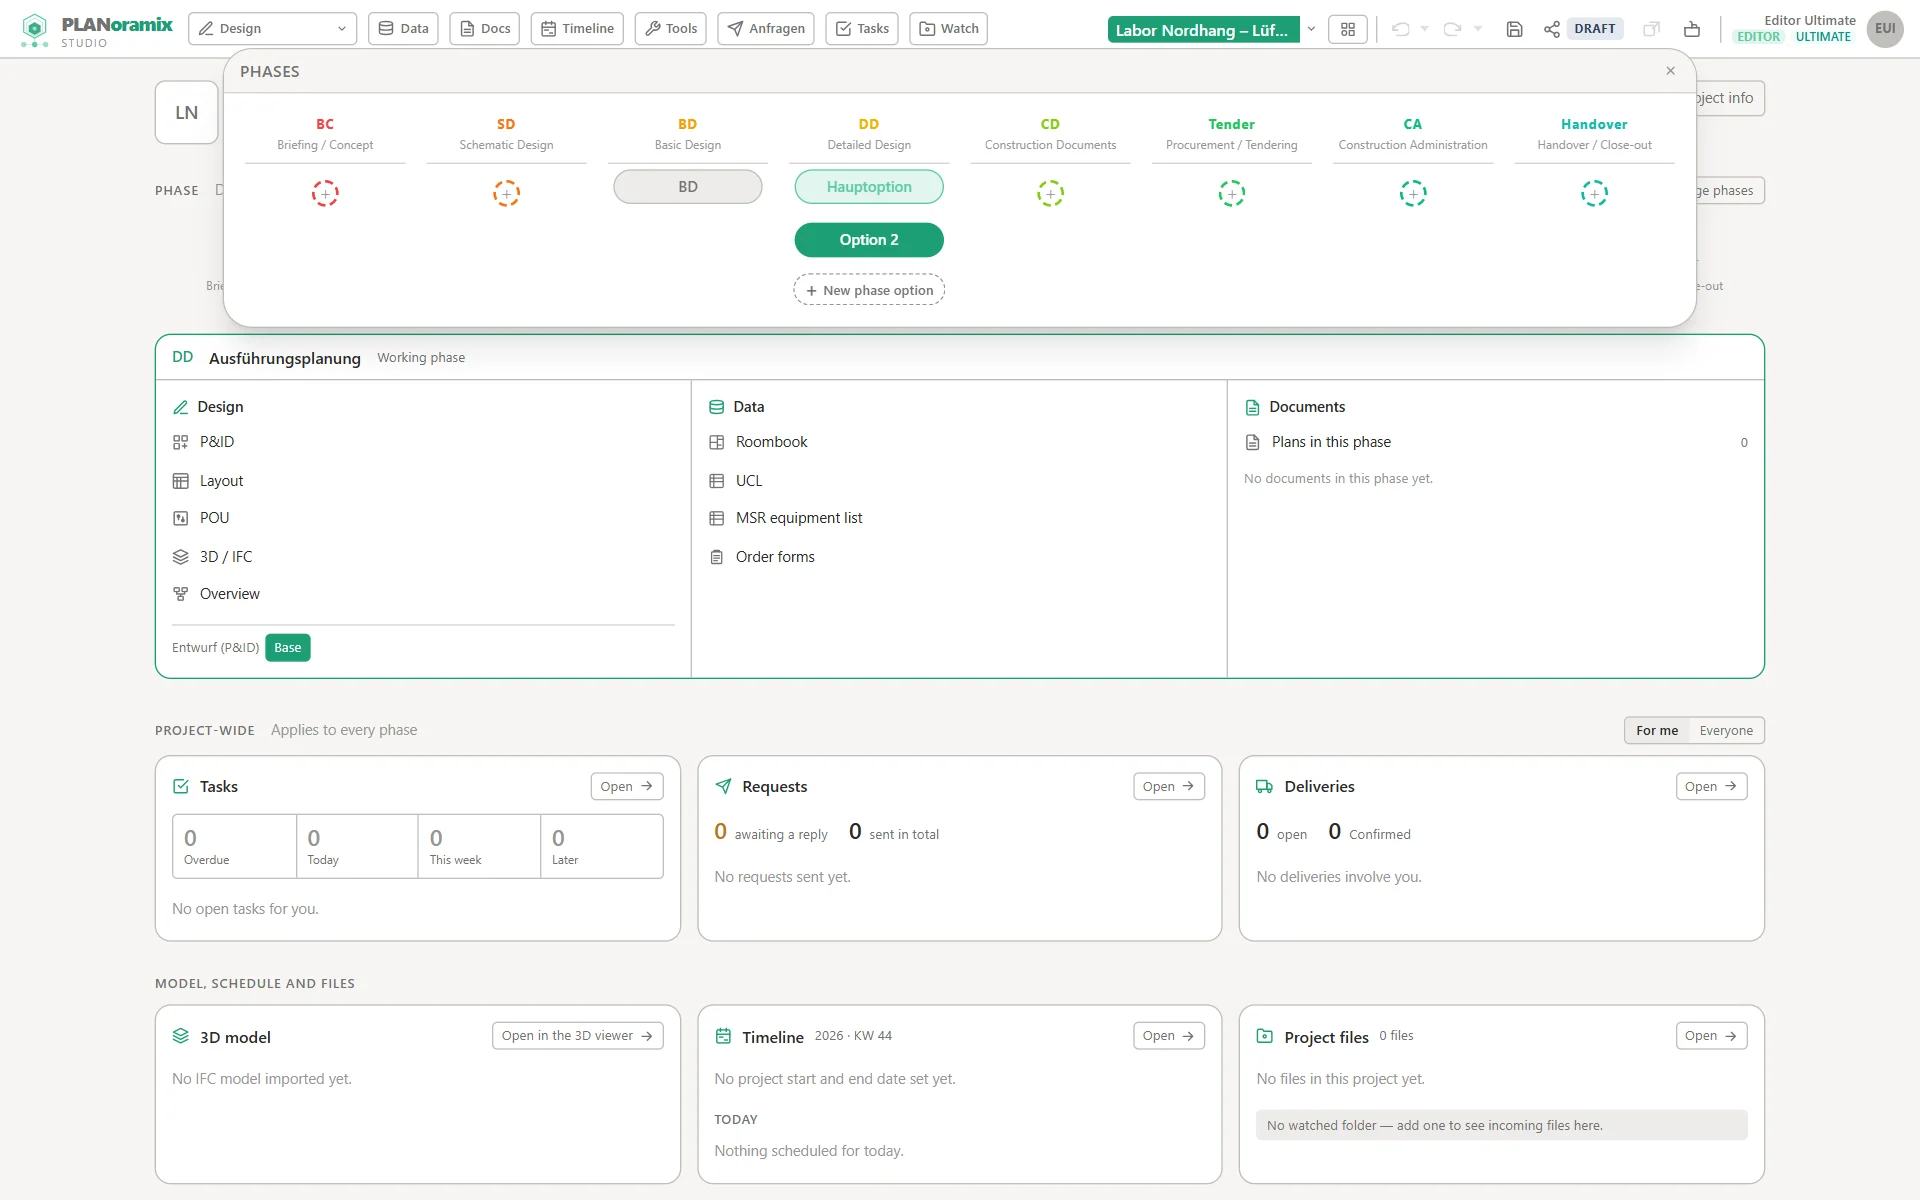 PLANoramix
STUDIO
Design
Data
Docs
Timeline
Tools
Anfragen
Tasks
Watch
Labor Nordhang – Lüf...
DRAFT
Editor Ultimate
EDITOR ULTIMATE
EUI
PHASES
LN
ject info
BC
Briefing / Concept
SD
Schematic Design
BD
Basic Design
DD
Detailed Design
CD
Construction Documents
Tender
Procurement / Tendering
CA
Construction Administration
Handover
Handover / Close-out
PHASE
BD
Hauptoption
ge phases
Option 2
New phase option
Brie
e-out
DD Ausführungsplanung Working phase
Design
P&ID
Layout
POU
3D / IFC
Overview
Entwurf (P&ID) Base
Data
Roombook
UCL
MSR equipment list
Order forms
Documents
Plans in this phase 0
No documents in this phase yet.
PROJECT-WIDE Applies to every phase
For me Everyone
Tasks Open →
0 Overdue
0 Today
0 This week
0 Later
No open tasks for you.
Requests Open →
0 awaiting a reply 0 sent in total
No requests sent yet.
Deliveries Open →
0 open 0 Confirmed
No deliveries involve you.
MODEL, SCHEDULE AND FILES
3D model Open in the 3D viewer →
No IFC model imported yet.
Timeline 2026 · KW 44 Open →
No project start and end date set yet.
TODAY
Nothing scheduled for today.
Project files 0 files Open →
No files in this project yet.
No watched folder — add one to see incoming files here.